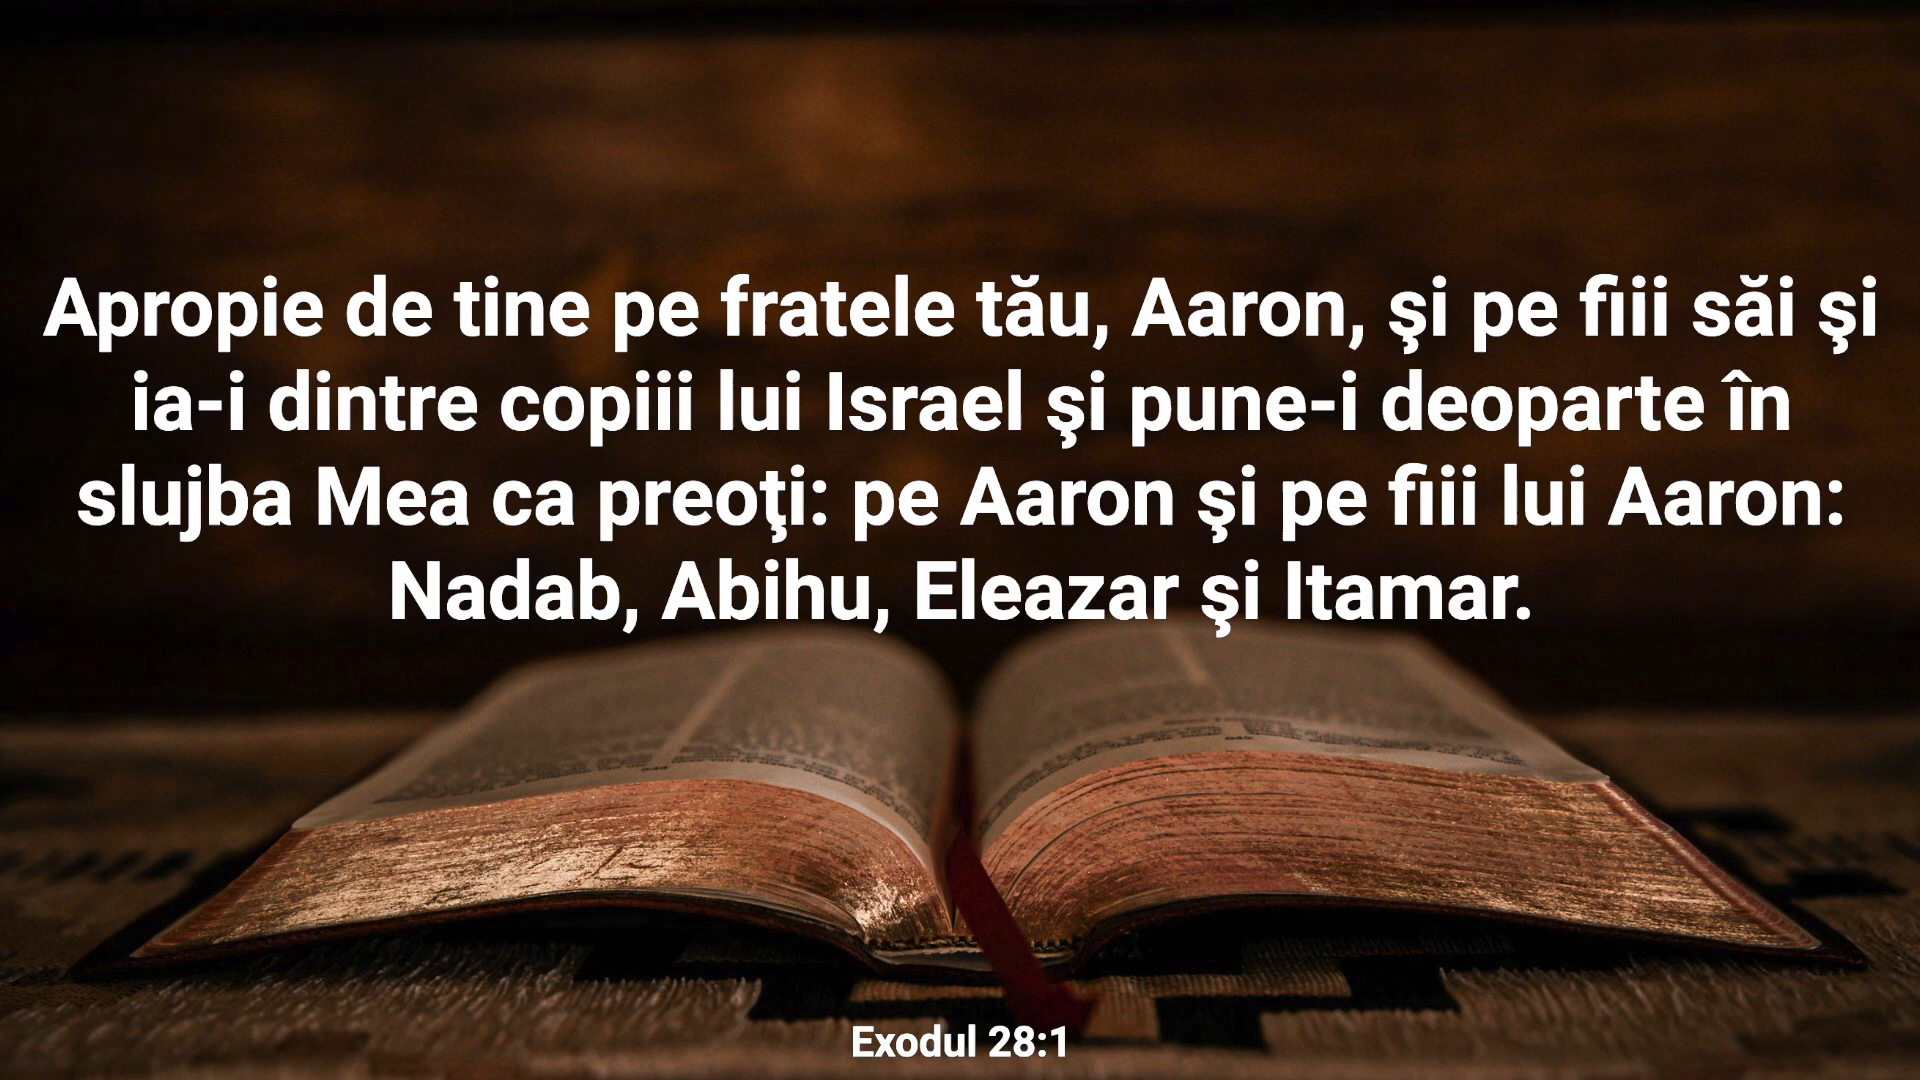 Apropie de tine pe fratele tău, Aaron, şi pe fiii săi şi
ia-i dintre copiii lui Israel şi pune-i deoparte în
slujba Mea ca preoţi: pe Aaron şi pe fiii lui Aaron:
Nadab, Abihu, Eleazar şi Itamar.
Exodul 28:1